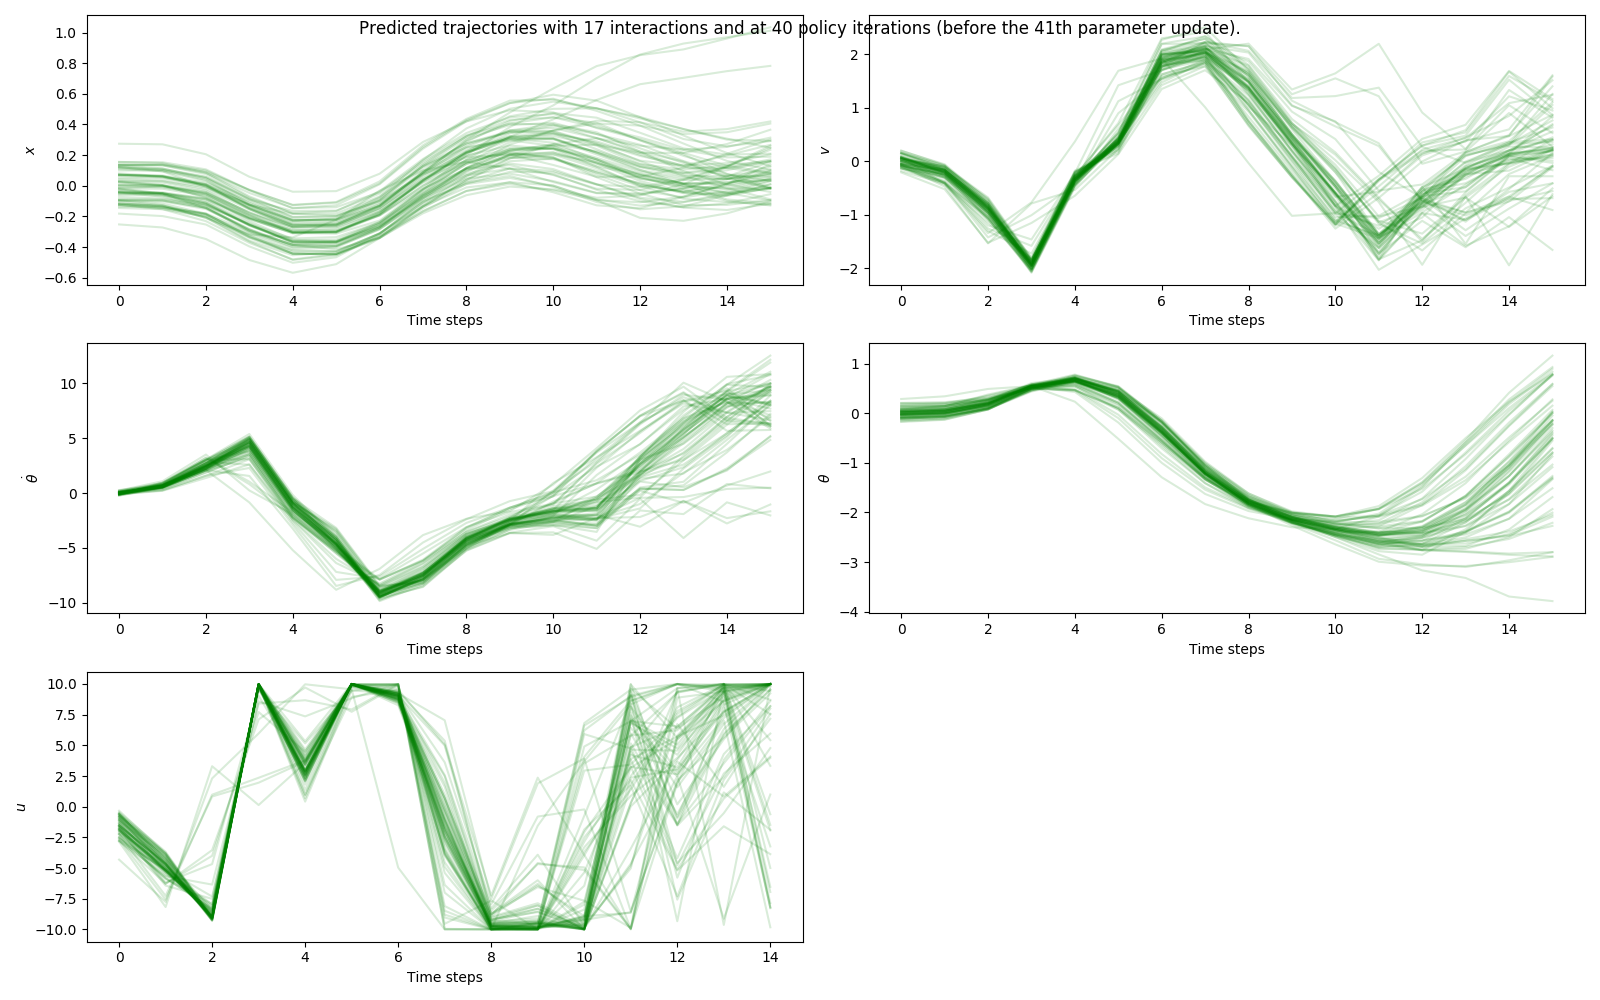 Predicted trajectories with 17 interactions and at 40 policy iterations (before the 41th parameter update).
1.0
0.8
0.6
0.4
0.2
0.0
−0.2
−0.4
−0.6
x
0 2 4 6 8 10 12 14
Time steps
2
1
0
−1
−2
v
0 2 4 6 8 10 12 14
Time steps
10
5
0
−5
−10
θ̇
0 2 4 6 8 10 12 14
Time steps
1
0
−1
−2
−3
−4
θ
0 2 4 6 8 10 12 14
Time steps
10.0
7.5
5.0
2.5
0.0
−2.5
−5.0
−7.5
−10.0
u
0 2 4 6 8 10 12 14
Time steps